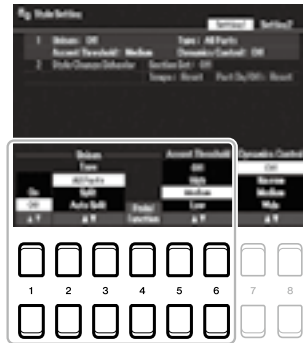 Style Setting
Setting1 Setting2
1 Unison: Off Type: All Parts
Accent Threshold: Medium Dynamics Control: Off
2 Style Change Behavior Section Set: Off
Tempo: Reset Part On/Off: Reset
Unison Accent Threshold Dynamics Control
Type
Off Off
All Parts High Narrow
On Split Medium Medium
Off Auto Split Low Wide
1 2 3 4 5 6 7 8